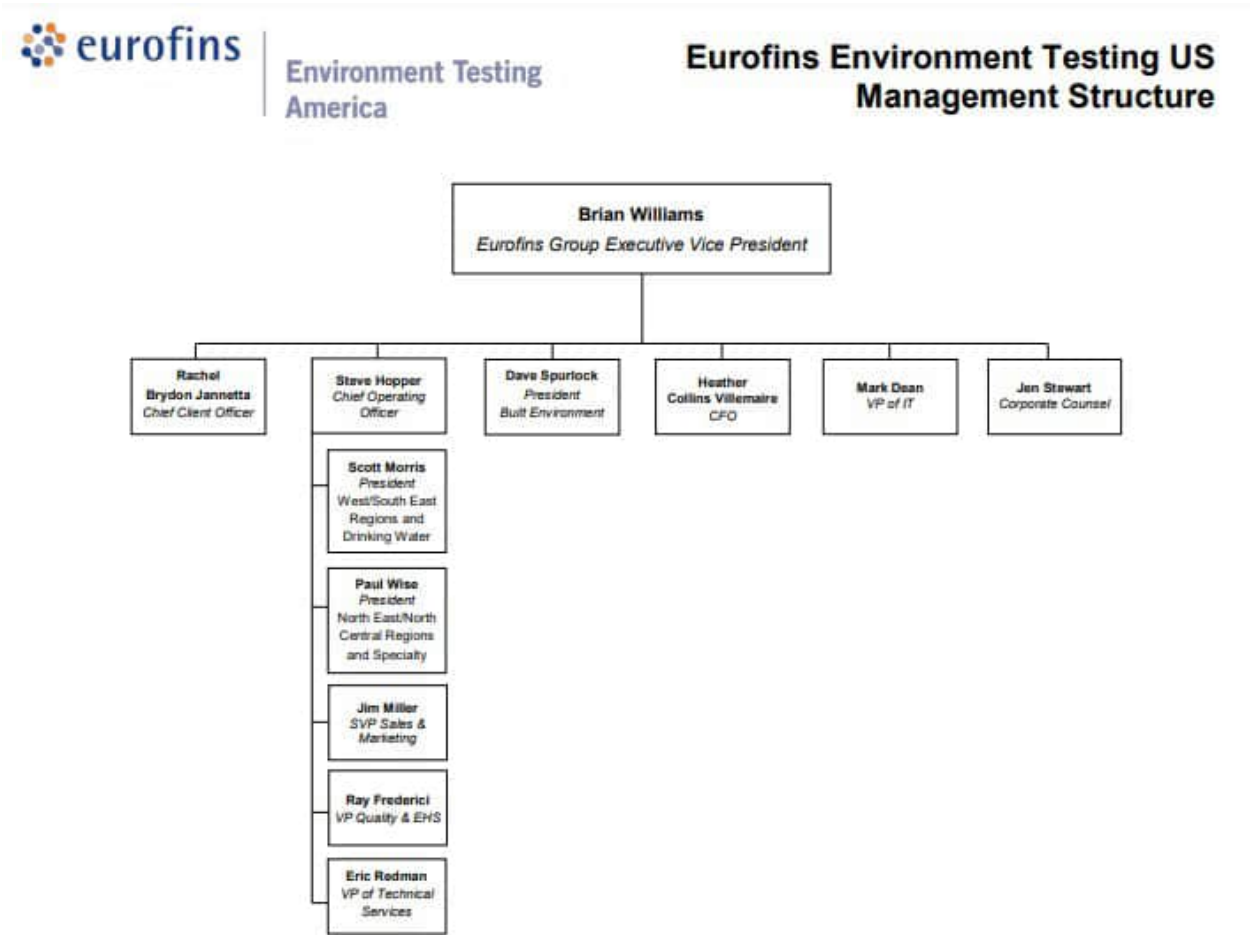 eurofins
Environment Testing
America
Eurofins Environment Testing US
Management Structure
Brian Williams
Eurofins Group Executive Vice President
Rachel
Brydon Jannetta
Chief Client Officer
Steve Hopper
Chief Operating
Officer
Dave Spurlock
President
Built Environment
Heather
Collins Villemaire
CFO
Mark Dean
VP of IT
Jen Stewart
Corporate Counsel
Scott Morris
President
West/South East
Regions and
Drinking Water
Paul Wise
President
North East/North
Central Regions
and Specialty
Jim Miller
SVP Sales &
Marketing
Ray Frederici
VP Quality & EHS
Eric Redman
VP of Technical
Services